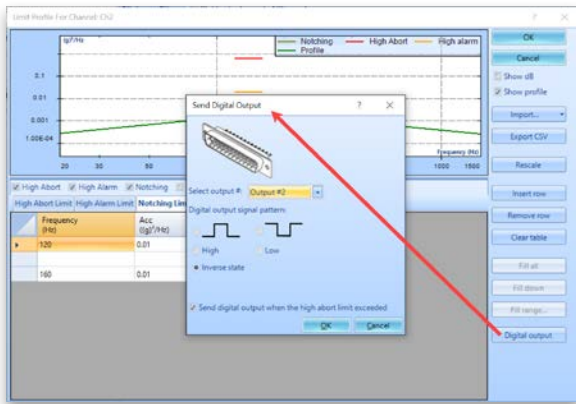 Limit Profile For Channel: Ch2
(g)²/Hz
Notching
High Abort
High alarm
Profile
0.1
0.01
0.001
1.00E-04
20
30
50
1000
1500
Frequency (Hz)
High Abort
High Alarm
Notching
High Abort Limit
High Alarm Limit
Notching Lim
Frequency
(Hz)
Acc
((g)²/Hz)
120
0.01
160
0.01
Send Digital Output
Select output #:
Output #2
Digital output signal pattern:
High
Low
Inverse state
Send digital output when the high abort limit exceeded
OK
Cancel
OK
Cancel
Show dB
Show profile
Import...
Export CSV
Rescale
Insert row
Remove row
Clear table
Fill all
Fill down
Fill range...
Digital output